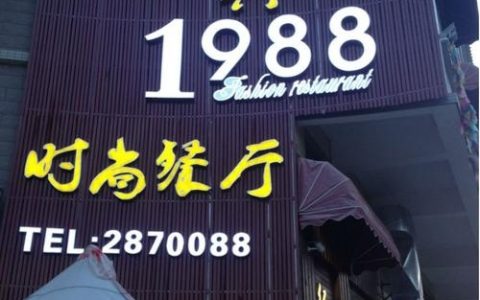 1988
Fashion restaurant
时尚餐厅
TEL:2870088